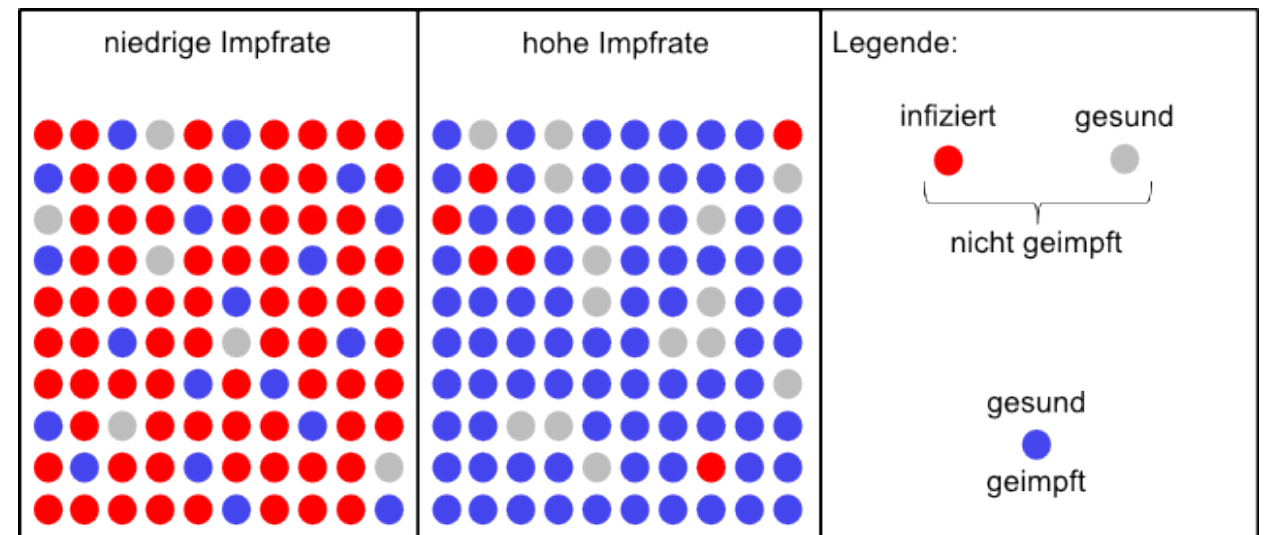 niedrige Impfrate
hohe Impfrate
Legende:
infiziert
gesund
nicht geimpft
gesund
geimpft